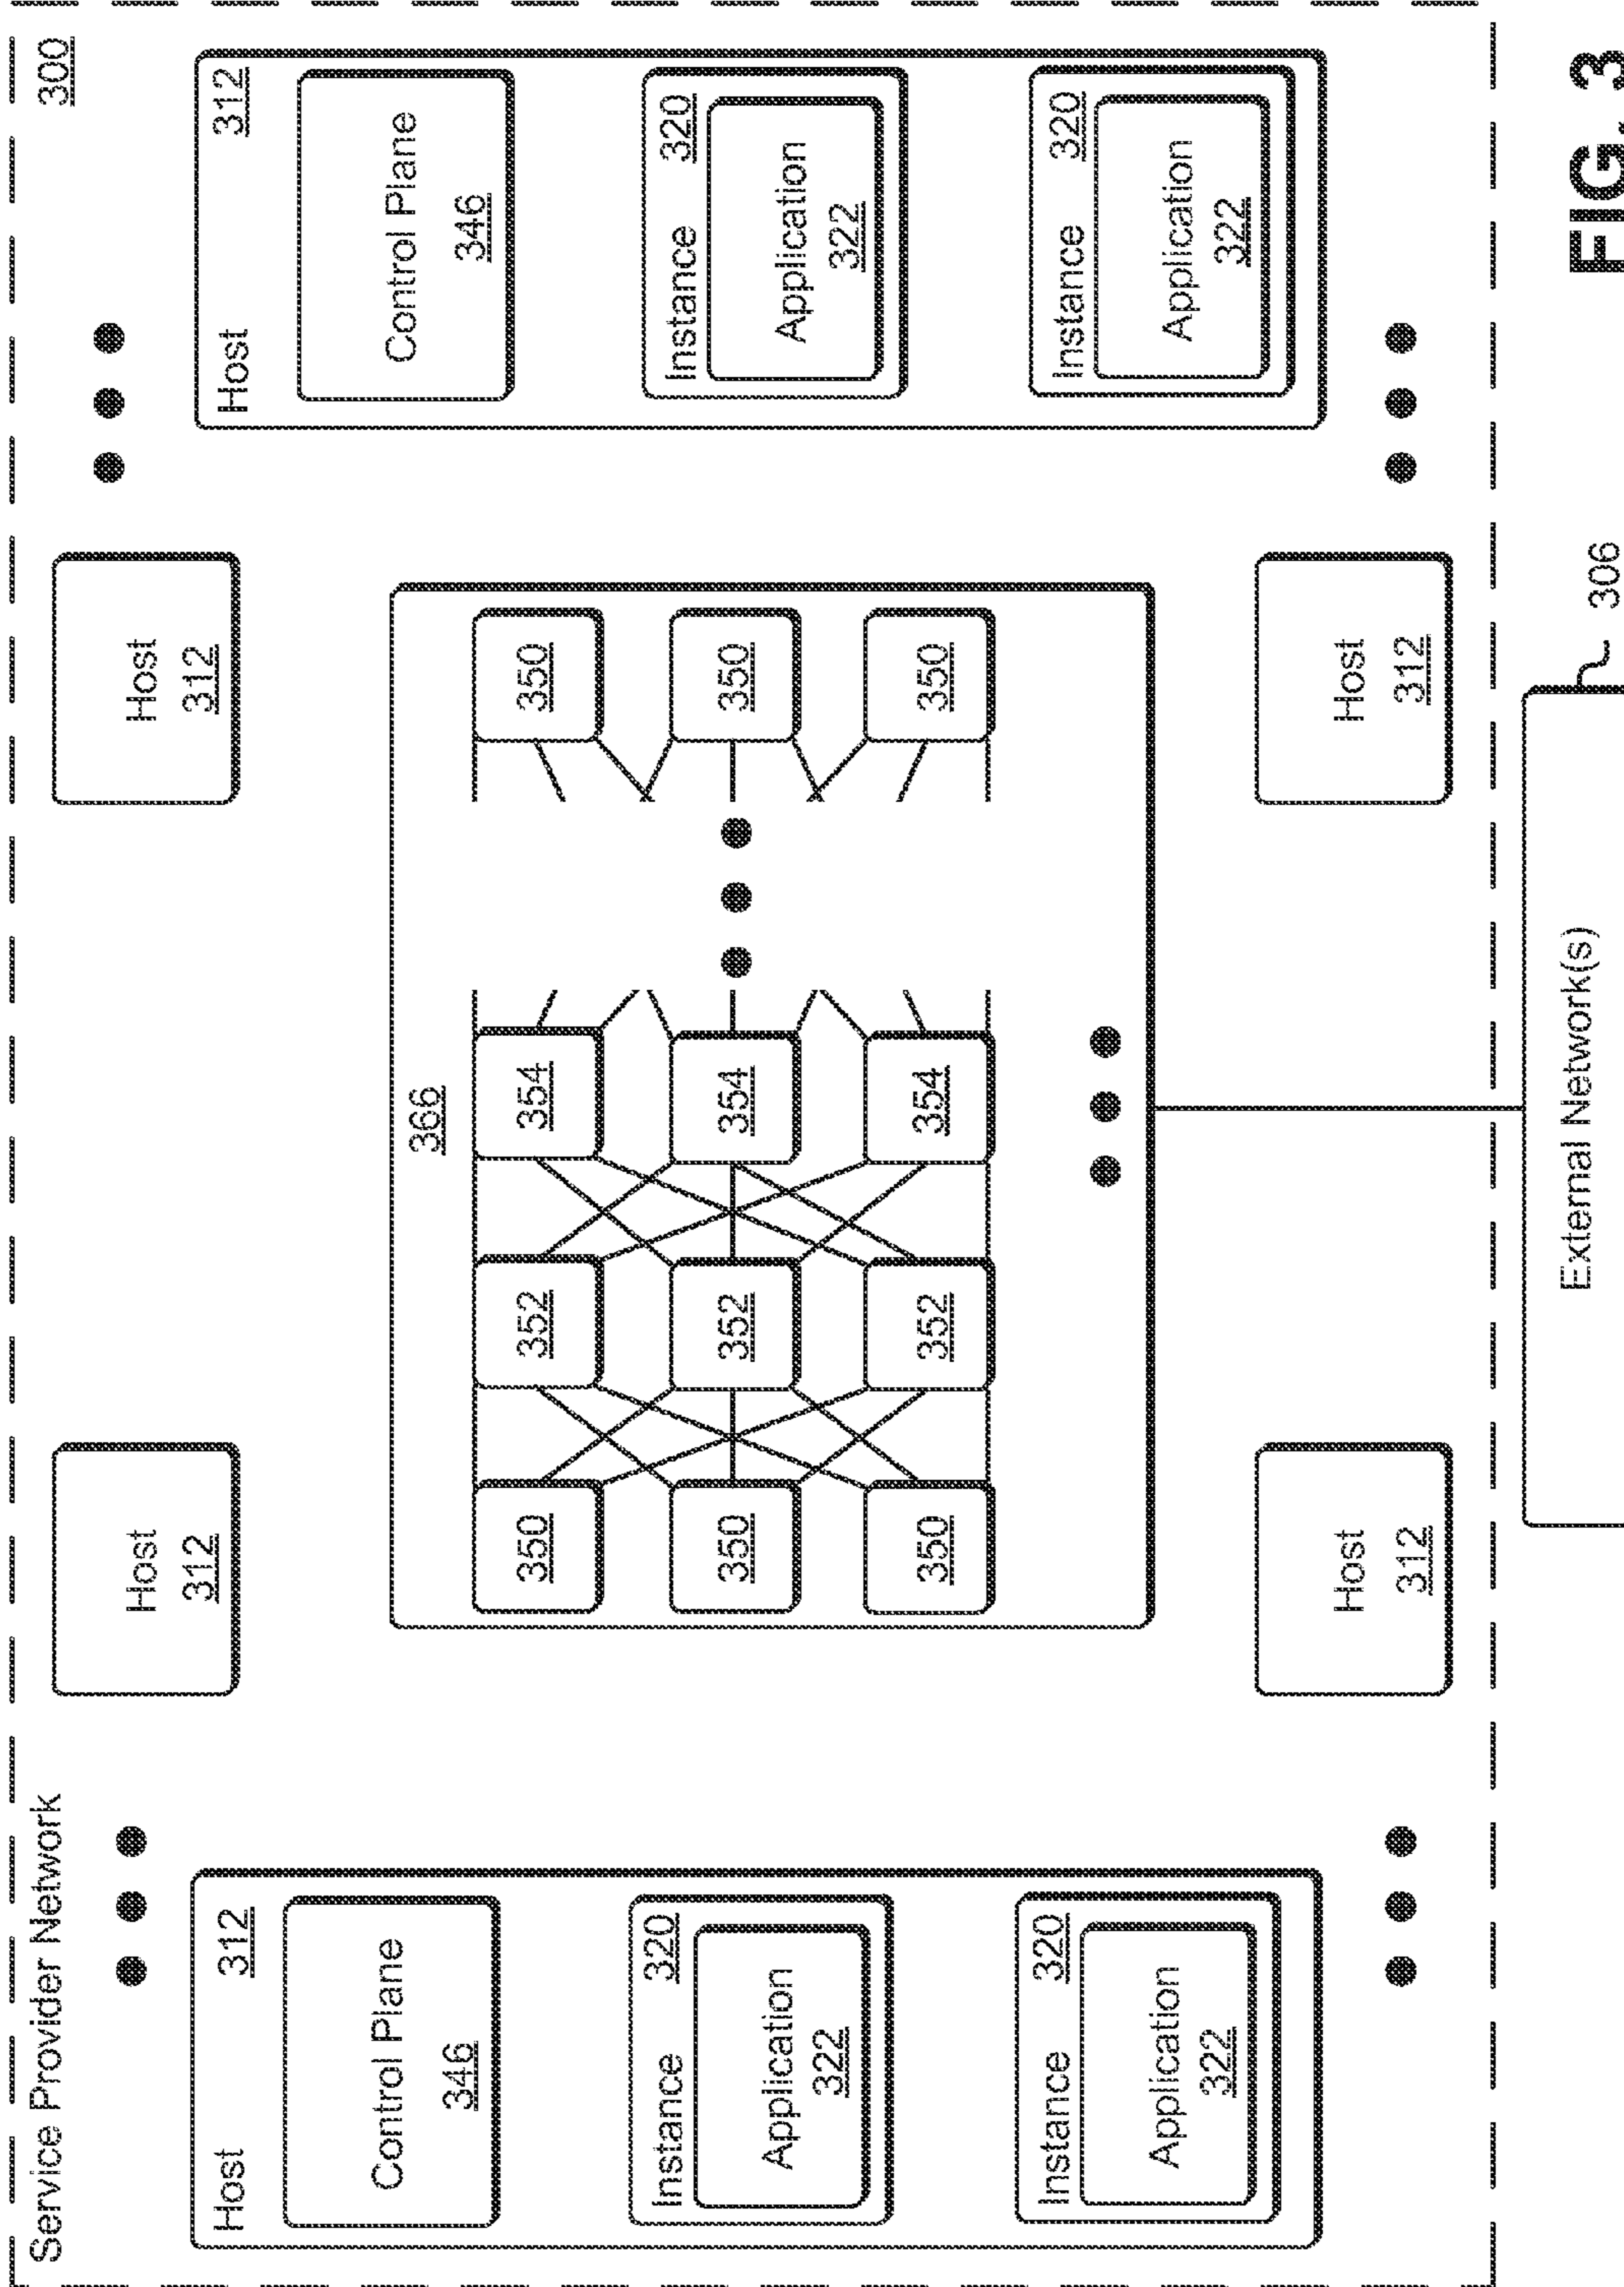 Service Provider Network
300
Host
312
Control Plane
346
Instance
320
Application
322
Instance
320
Application
322
Host
312
Host
312
366
350
352
354
350
350
352
354
350
350
352
354
350
Host
312
Host
312
Host
312
Control Plane
346
Instance
320
Application
322
Instance
320
Application
322
External Network(s)
306
FIG. 3